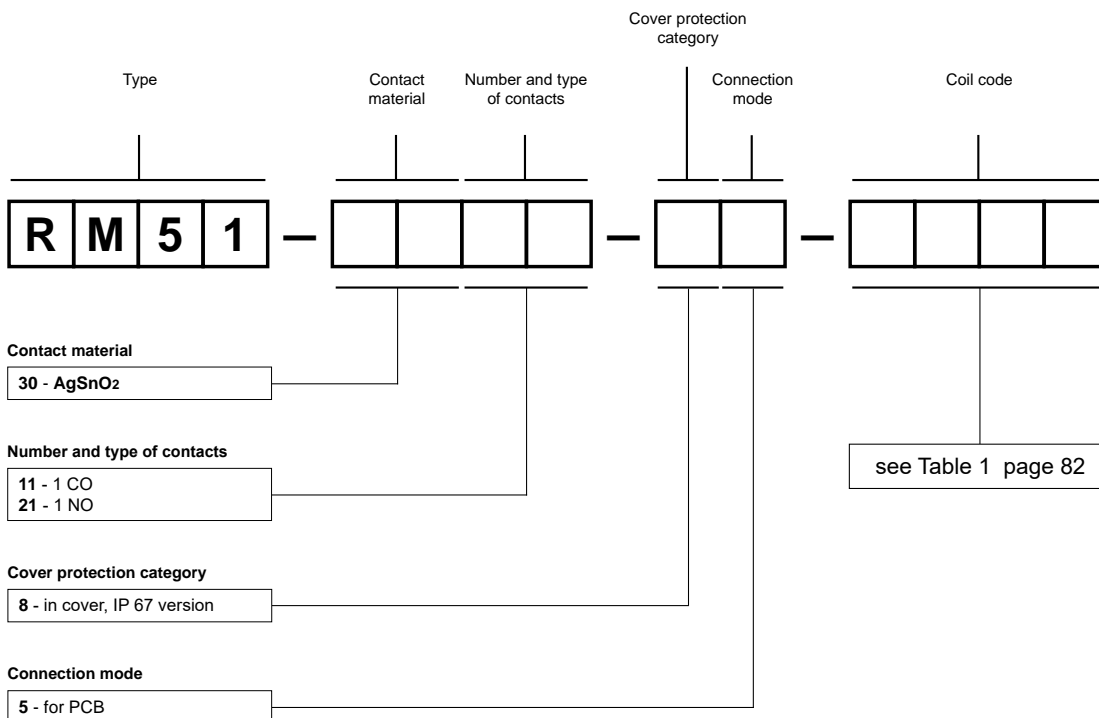 Cover protection
category
Type
Contact
material
Number and type
of contacts
Connection
mode
Coil code
RM51 – –  –
Contact material
30 - AgSnO2
Number and type of contacts
11 - 1 CO
21 - 1 NO
see Table 1 page 82
Cover protection category
8 - in cover, IP 67 version
Connection mode
5 - for PCB